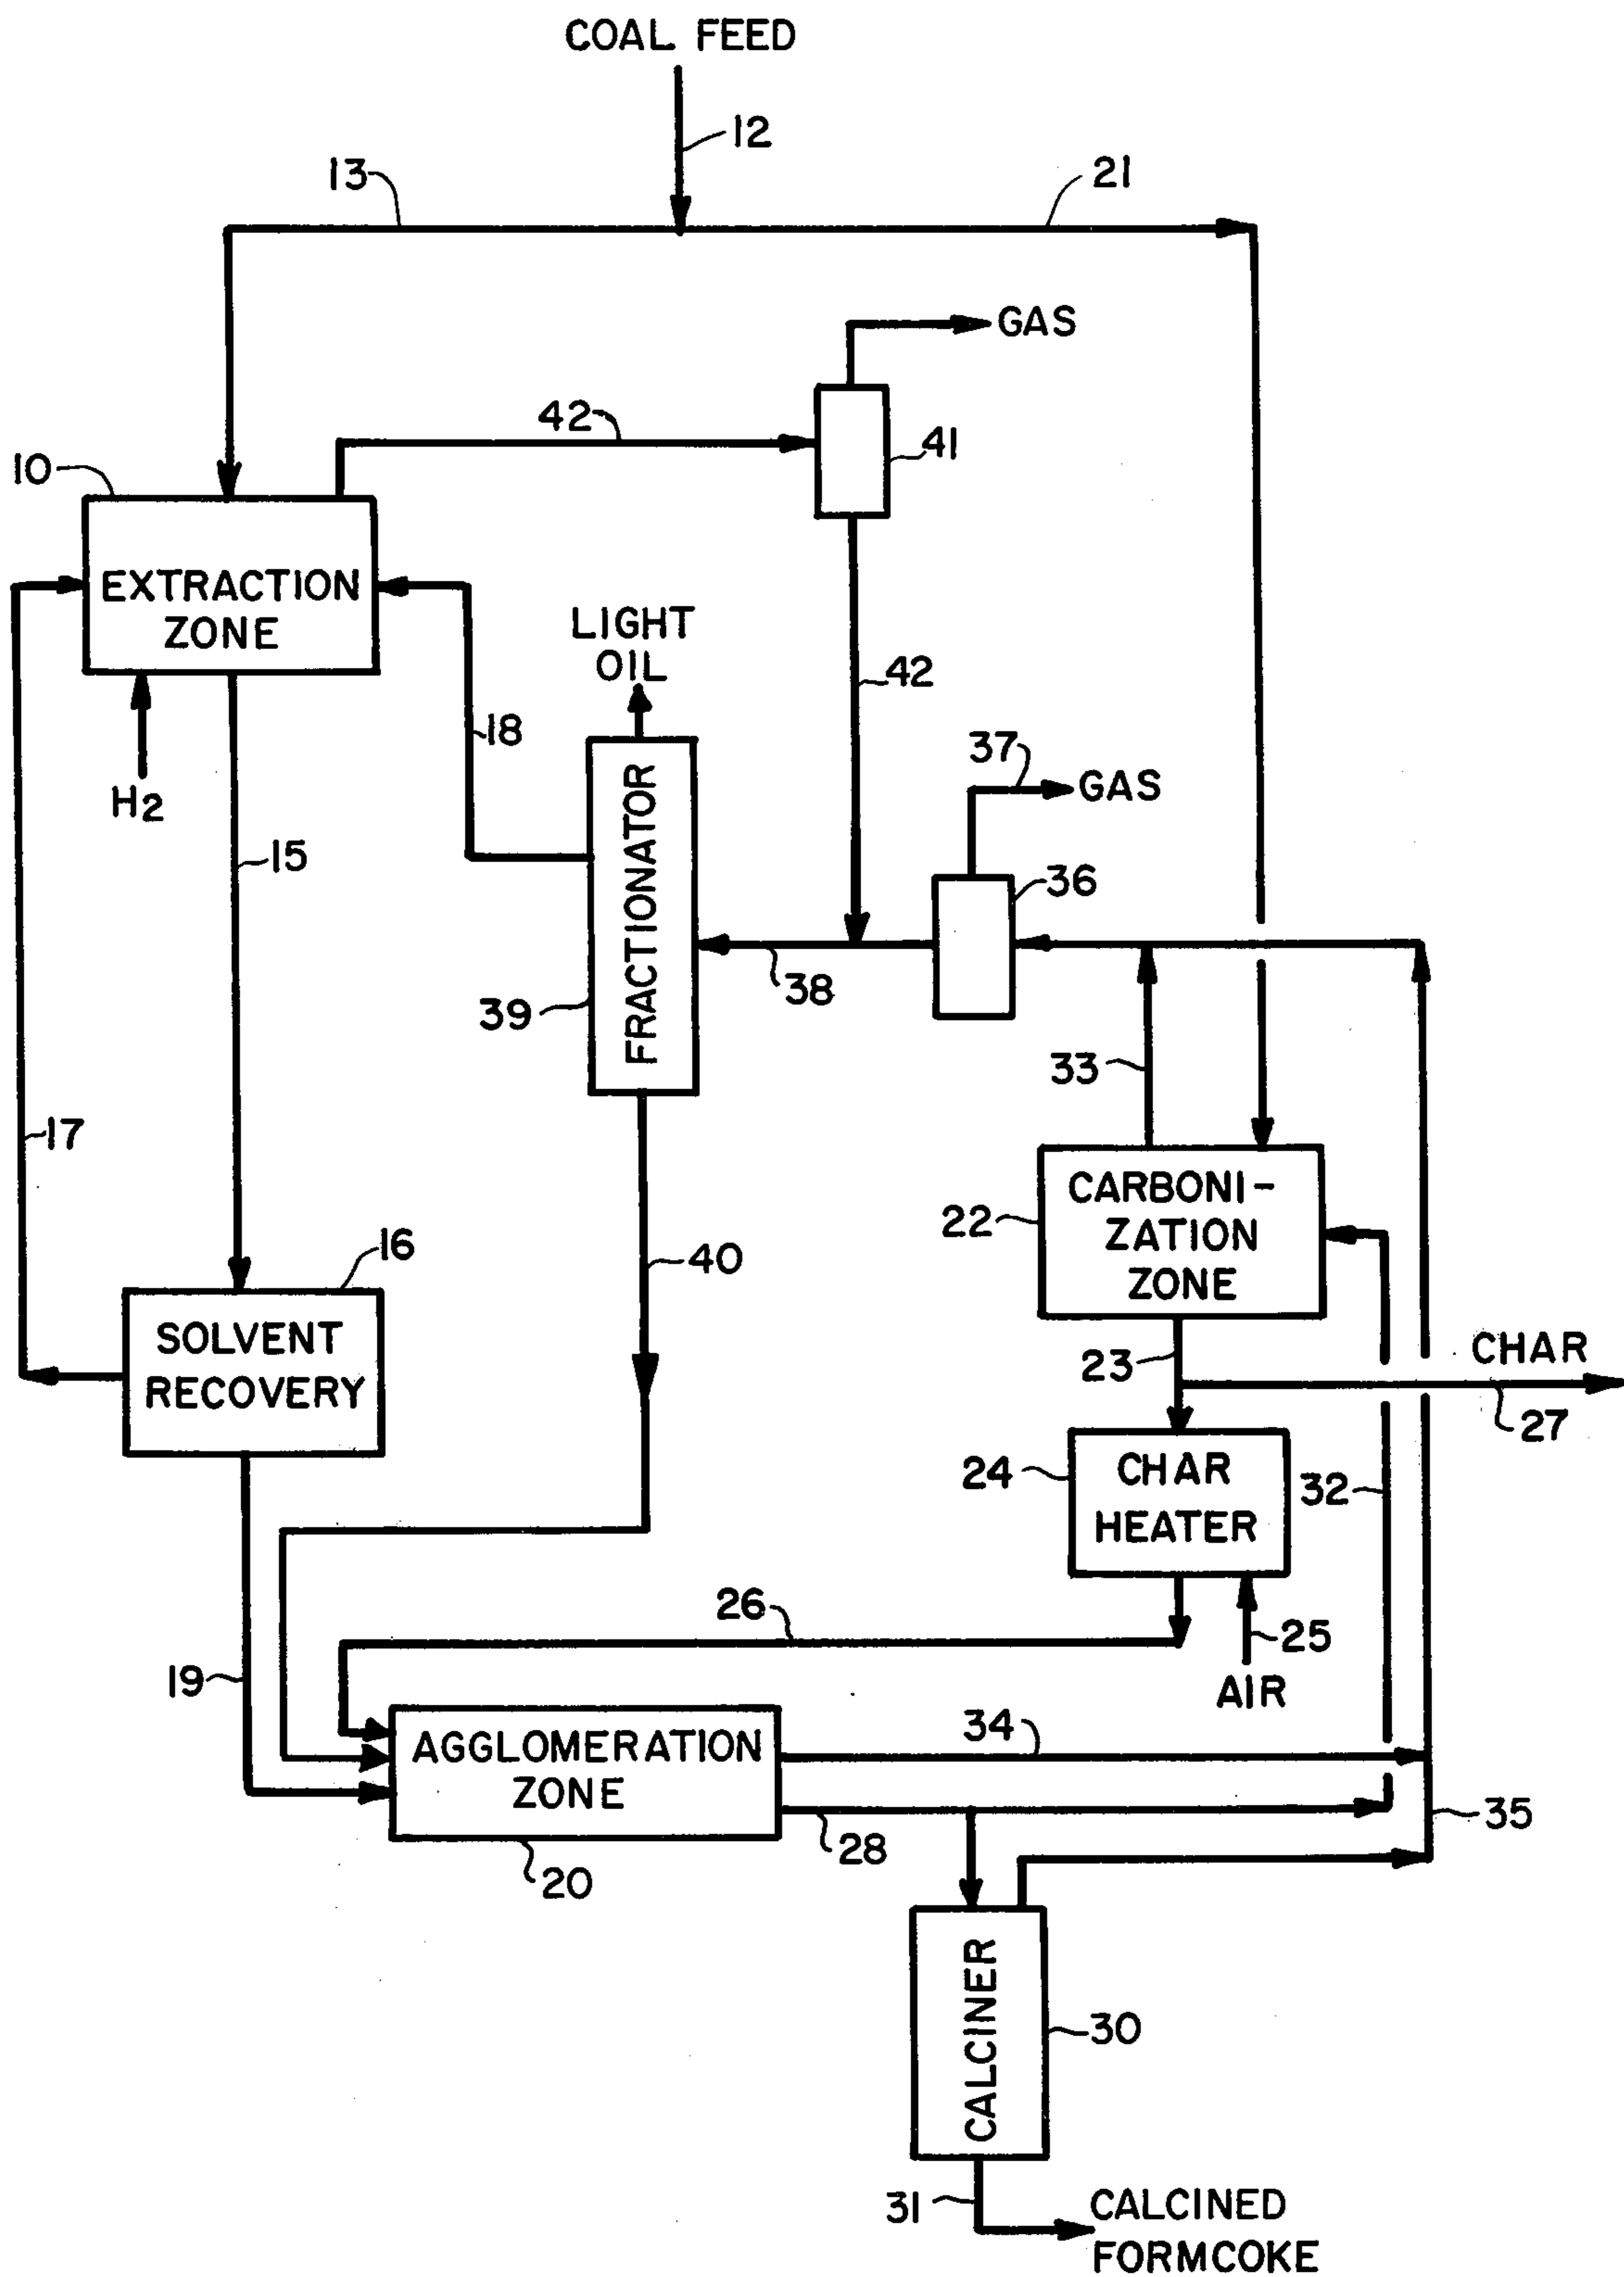 COAL FEED
12
13
21
GAS
42
41
10
EXTRACTION
ZONE
LIGHT
OIL
42
18
H2
37
GAS
15
FRACTIONATOR
36
38
39
33
17
CARBONI-
ZATION
ZONE
22
16
40
SOLVENT
RECOVERY
23
CHAR
27
24
CHAR
HEATER
32
26
25
AIR
19
AGGLOMERATION
ZONE
34
28
35
20
CALCINER
30
31
CALCINED
FORMCOKE